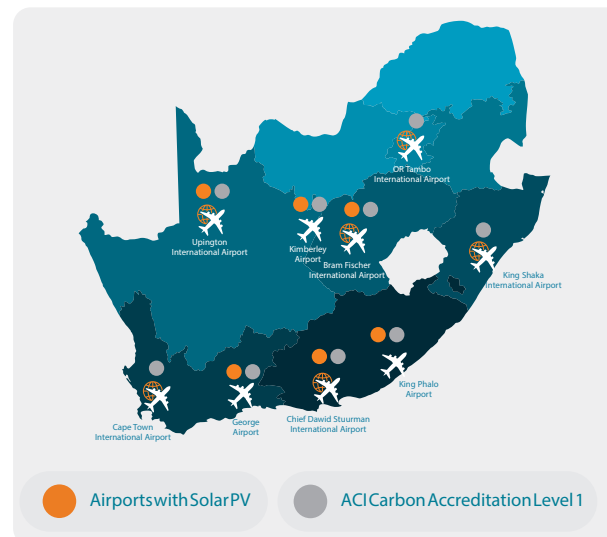 OR Tambo
International Airport
Upington
International Airport
Kimberley
Airport
Bram Fischer
International Airport
King Shaka
International Airport
King Phalo
Airport
Cape Town
International Airport
George
Airport
Chief Dawid Stuurman
International Airport
Airports with Solar PV
ACI Carbon Accreditation Level 1